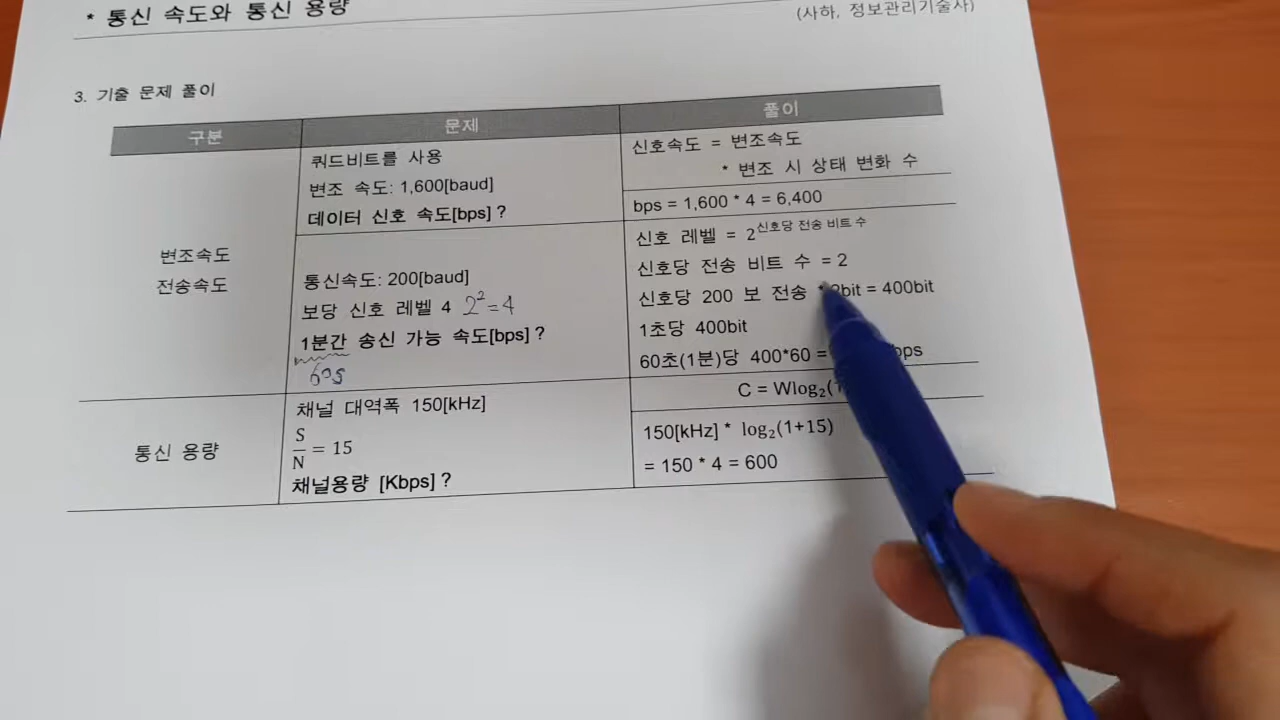 * 통신 속도와 통신 용량
(사하, 정보관리기술사)
3. 기출 문제 풀이
구분 문제 풀이
변조속도
전송속도
쿼드비트를 사용
변조 속도: 1,600[baud]
데이터 신호 속도[bps] ?
신호속도 = 변조속도
* 변조 시 상태 변화 수
bps = 1,600 * 4 = 6,400
통신속도: 200[baud]
보당 신호 레벨 4 2²=4
1분간 송신 가능 속도[bps] ?
60s
신호 레벨 = 2^신호당 전송 비트 수
신호당 전송 비트 수 = 2
신호당 200 보 전송 2bit = 400bit
1초당 400bit
60초(1분)당 400*60 = bps
통신 용량
채널 대역폭 150[kHz]
S
N = 15
채널용량 [Kbps] ?
C = Wlog₂(
150[kHz] * log₂(1+15)
= 150 * 4 = 600